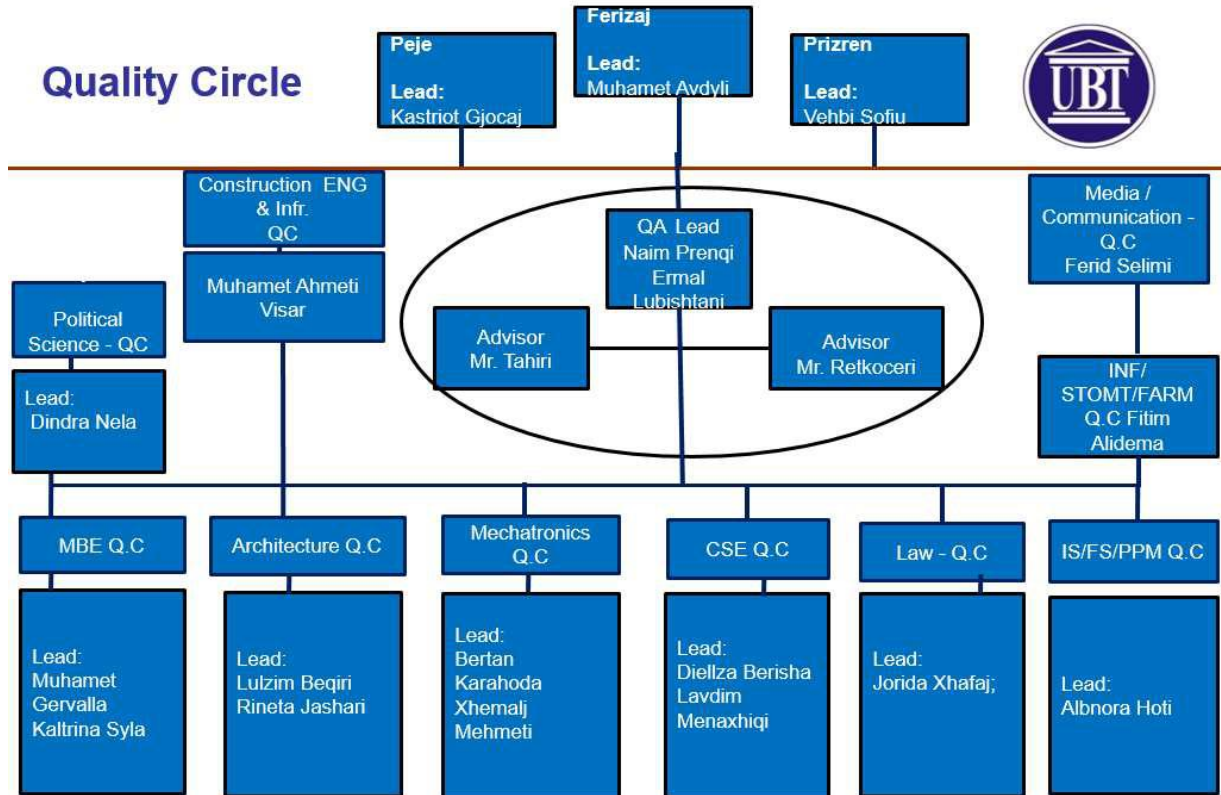 Quality Circle
Peje
Lead:
Kastriot Gjocaj
Ferizaj
Lead:
Muhamet Avdyli
Prizren
Lead:
Vehbi Sofiu
UBT
Construction ENG
& Infr.
QC
Muhamet Ahmeti
Visar
QA Lead
Naim Prenqi
Ermal
Lubishtani
Advisor
Mr. Tahiri
Advisor
Mr. Retkoceri
Media /
Communication -
Q.C
Ferid Selimi
Political
Science - QC
Lead:
Dindra Nela
INF/
STOMT/FARM
Q.C Fitim
Alidema
MBE Q.C
Architecture Q.C
Mechatronics
Q.C
CSE Q.C
Law - Q.C
IS/FS/PPM Q.C
Lead:
Muhamet
Gervalla
Kaltrina Syla
Lead:
Lulzim Beqiri
Rineta Jashari
Lead:
Bertan
Karahoda
Xhemalj
Mehmeti
Lead:
Diellza Berisha
Lavdim
Menaxhiqi
Lead:
Jorida Xhafaj;
Lead:
Albnora Hoti